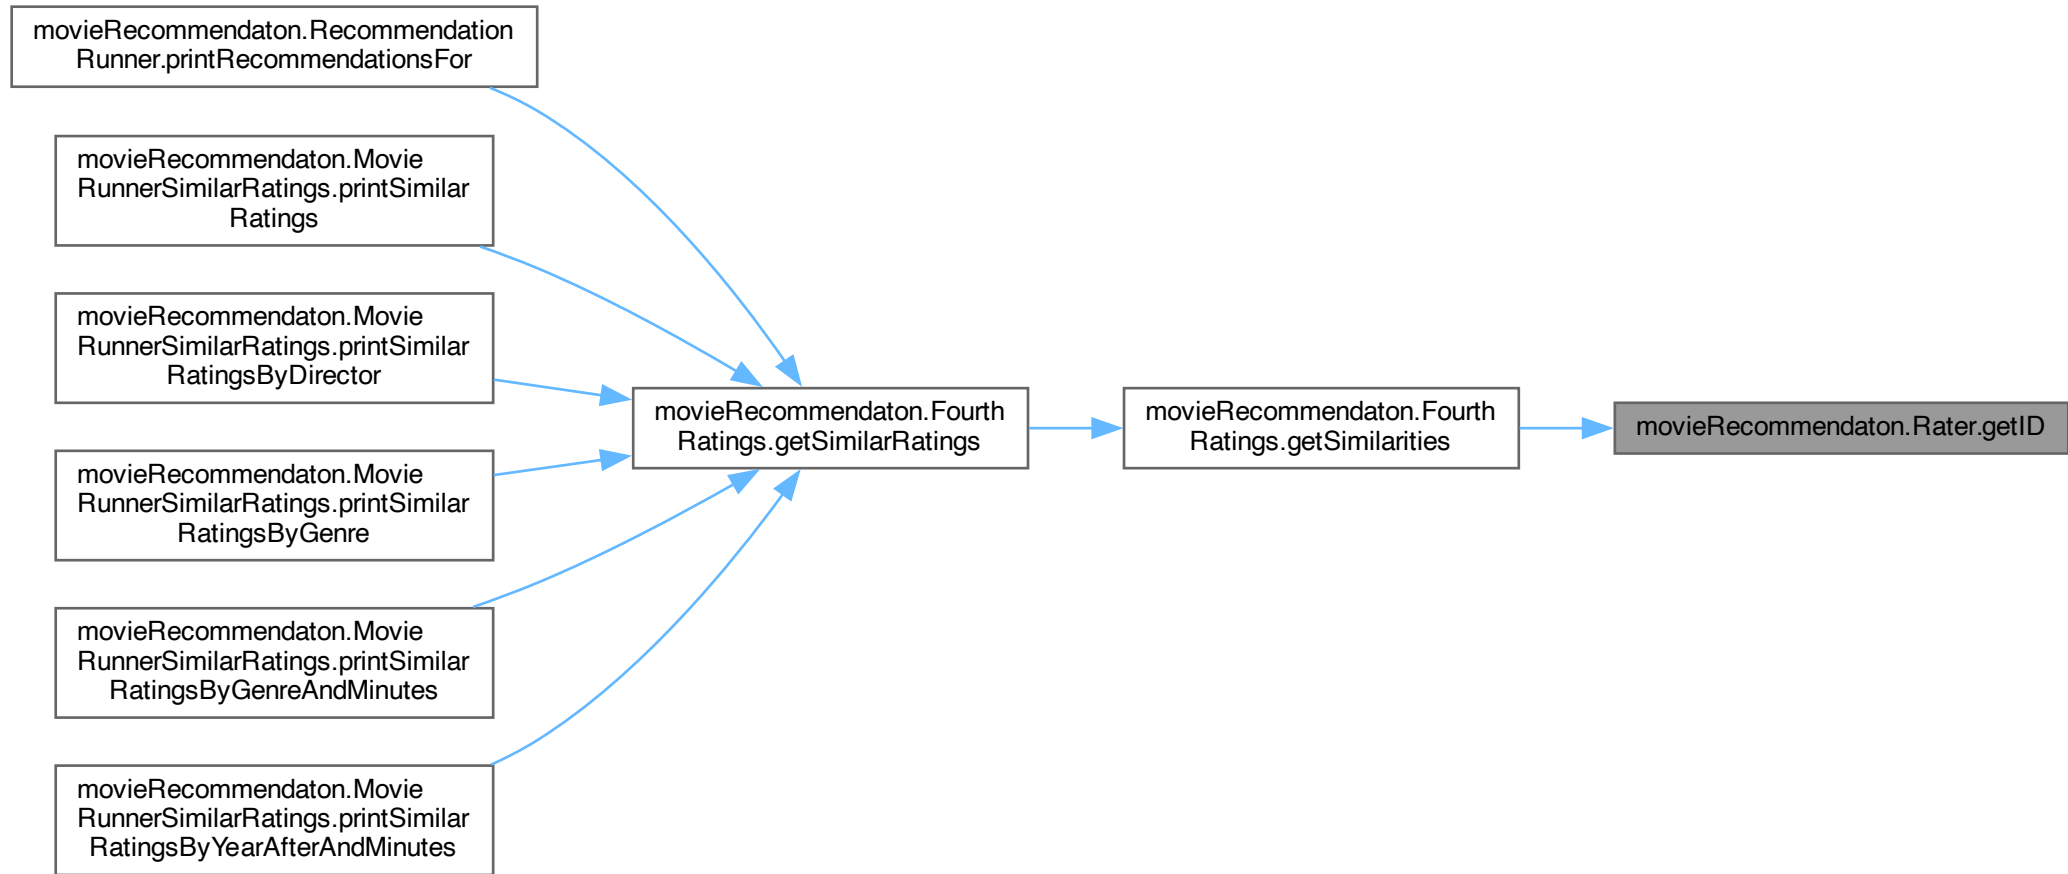 movieRecommendaton.Recommendation
Runner.printRecommendationsFor
movieRecommendaton.Movie
RunnerSimilarRatings.printSimilar
Ratings
movieRecommendaton.Movie
RunnerSimilarRatings.printSimilar
RatingsByDirector
movieRecommendaton.Movie
RunnerSimilarRatings.printSimilar
RatingsByGenre
movieRecommendaton.Movie
RunnerSimilarRatings.printSimilar
RatingsByGenreAndMinutes
movieRecommendaton.Movie
RunnerSimilarRatings.printSimilar
RatingsByYearAfterAndMinutes
movieRecommendaton.Fourth
Ratings.getSimilarRatings
movieRecommendaton.Fourth
Ratings.getSimilarities
movieRecommendaton.Rater.getID